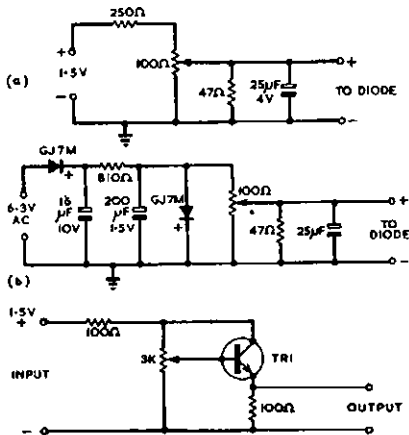 250Ω
+
1·5V
-
(a)
100Ω
47Ω
25μF
4V
+
TO DIODE
-
GJ7M
+
810Ω
GJ7M
+
100Ω
6·3V
AC
16
μF
10V
200
μF
1·5V
47Ω
25μF
+
TO
DIODE
-
(b)
1·5V
+
100Ω
3K
TR1
INPUT
100Ω
OUTPUT
-